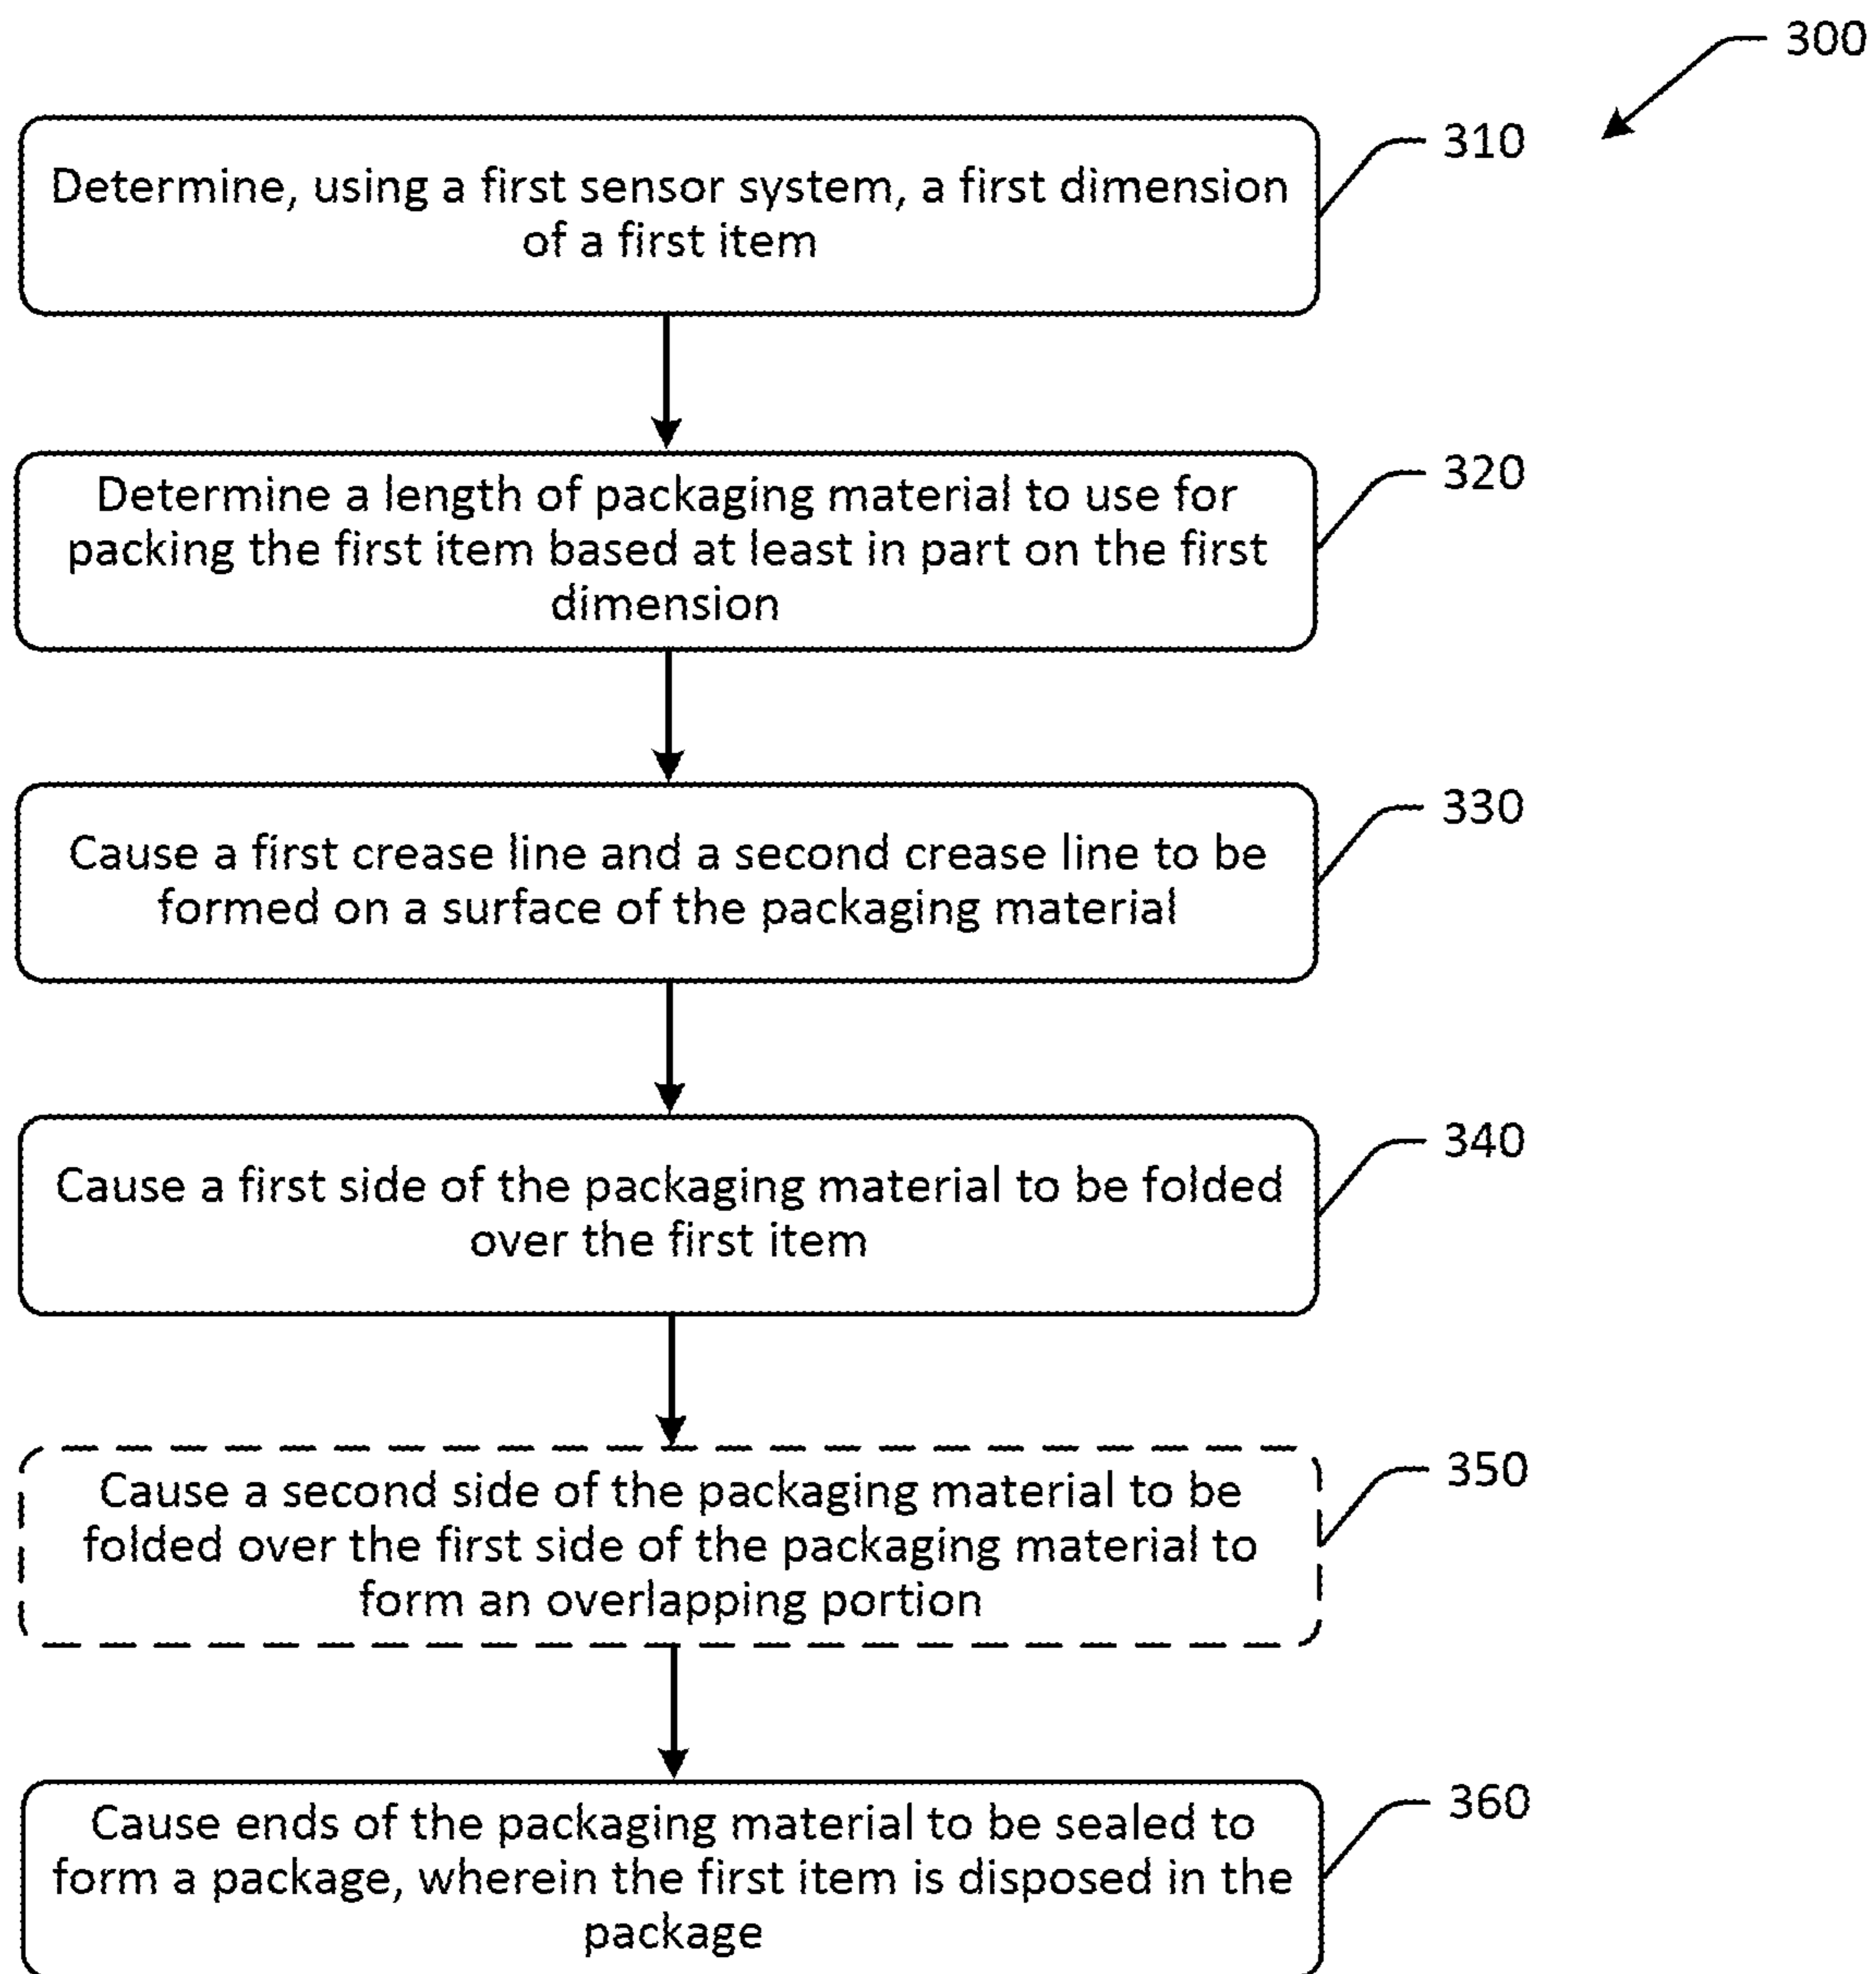 300
310
Determine, using a first sensor system, a first dimension
of a first item
320
Determine a length of packaging material to use for
packing the first item based at least in part on the first
dimension
330
Cause a first crease line and a second crease line to be
formed on a surface of the packaging material
340
Cause a first side of the packaging material to be folded
over the first item
350
Cause a second side of the packaging material to be
folded over the first side of the packaging material to
form an overlapping portion
360
Cause ends of the packaging material to be sealed to
form a package, wherein the first item is disposed in the
package